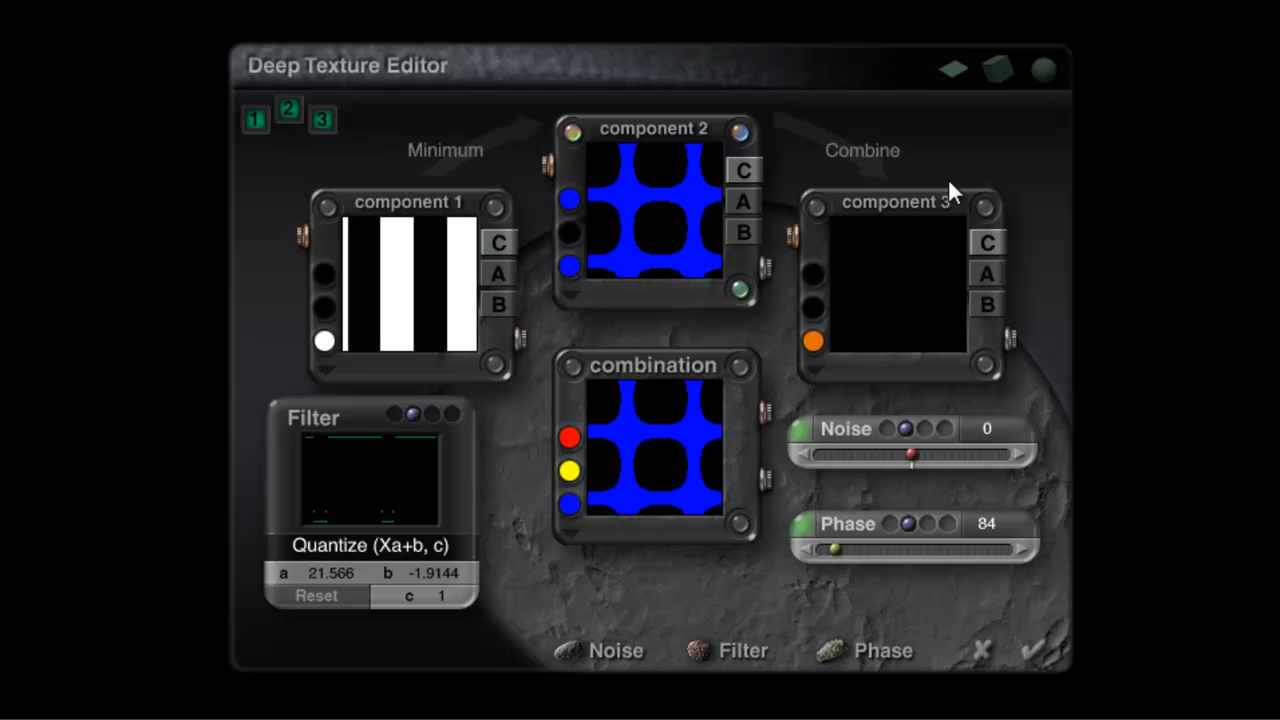 Deep Texture Editor
1 2 3
Minimum
component 2
Combine
C
A
B
component 1
C
A
B
component 3
C
A
B
combination
Filter
Quantize (Xa+b, c)
a 21.566 b -1.9144
Reset c 1
Noise 0
Phase 84
Noise Filter Phase